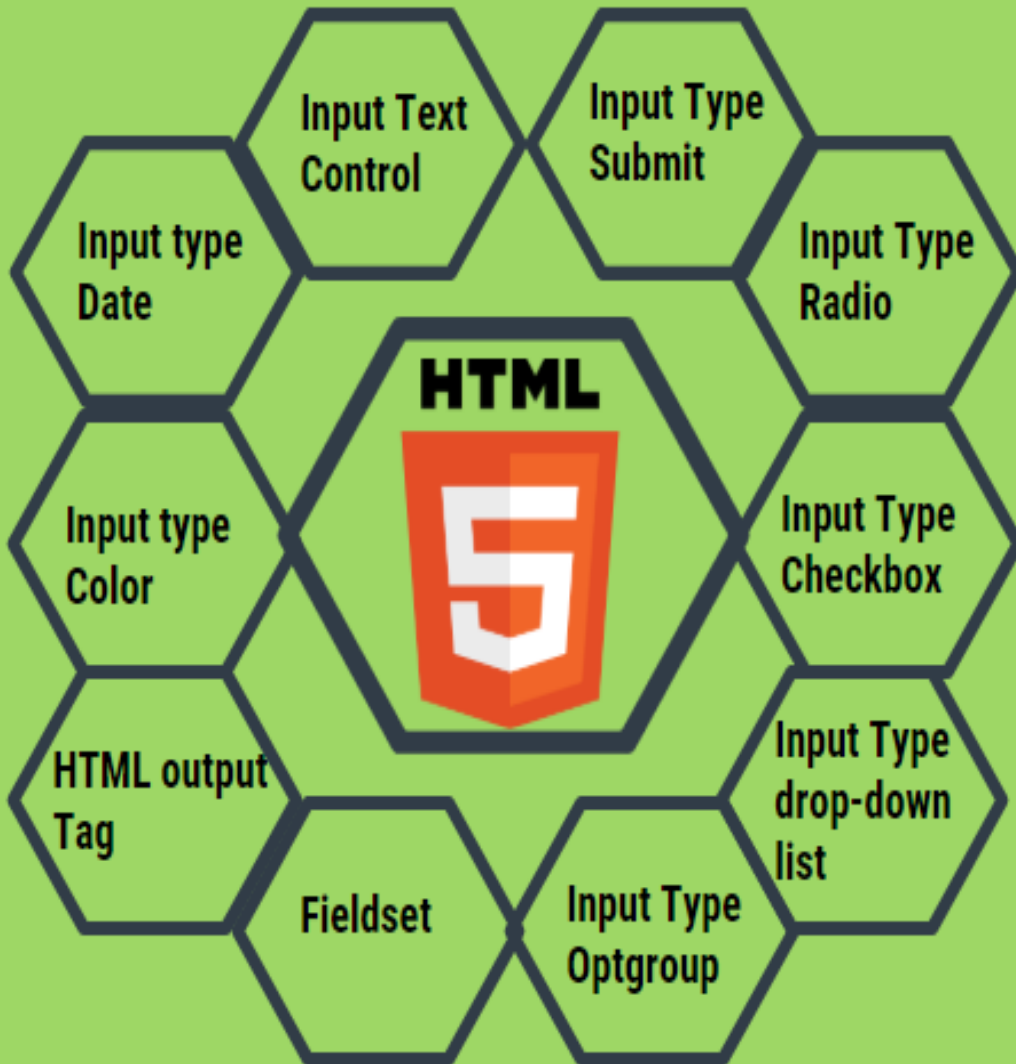 Input Text
Control
Input Type
Submit
Input type
Date
Input Type
Radio
HTML
5
Input type
Color
Input Type
Checkbox
HTML output
Tag
Input Type
drop-down
list
Fieldset
Input Type
Optgroup